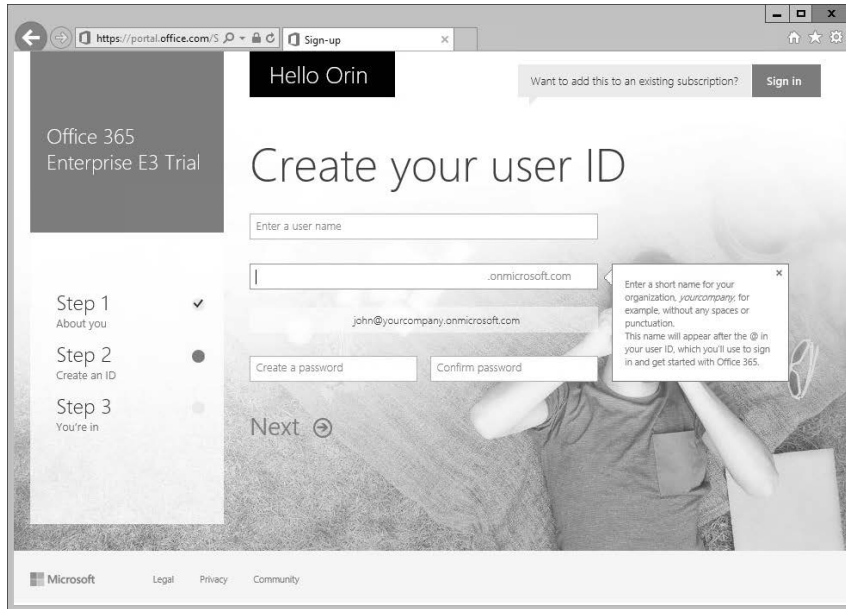 https://portal.office.com/S
Sign-up
Hello Orin
Want to add this to an existing subscription?
Sign in
Office 365
Enterprise E3 Trial
Create your user ID
Enter a user name
.onmicrosoft.com
Enter a short name for your
organization, yourcompany, for
example, without any spaces or
punctuation.
This name will appear after the @ in
your user ID, which you'll use to sign
in and get started with Office 365.
john@yourcompany.onmicrosoft.com
Create a password
Confirm password
Next
Step 1
About you
Step 2
Create an ID
Step 3
You're in
Microsoft
Legal
Privacy
Community